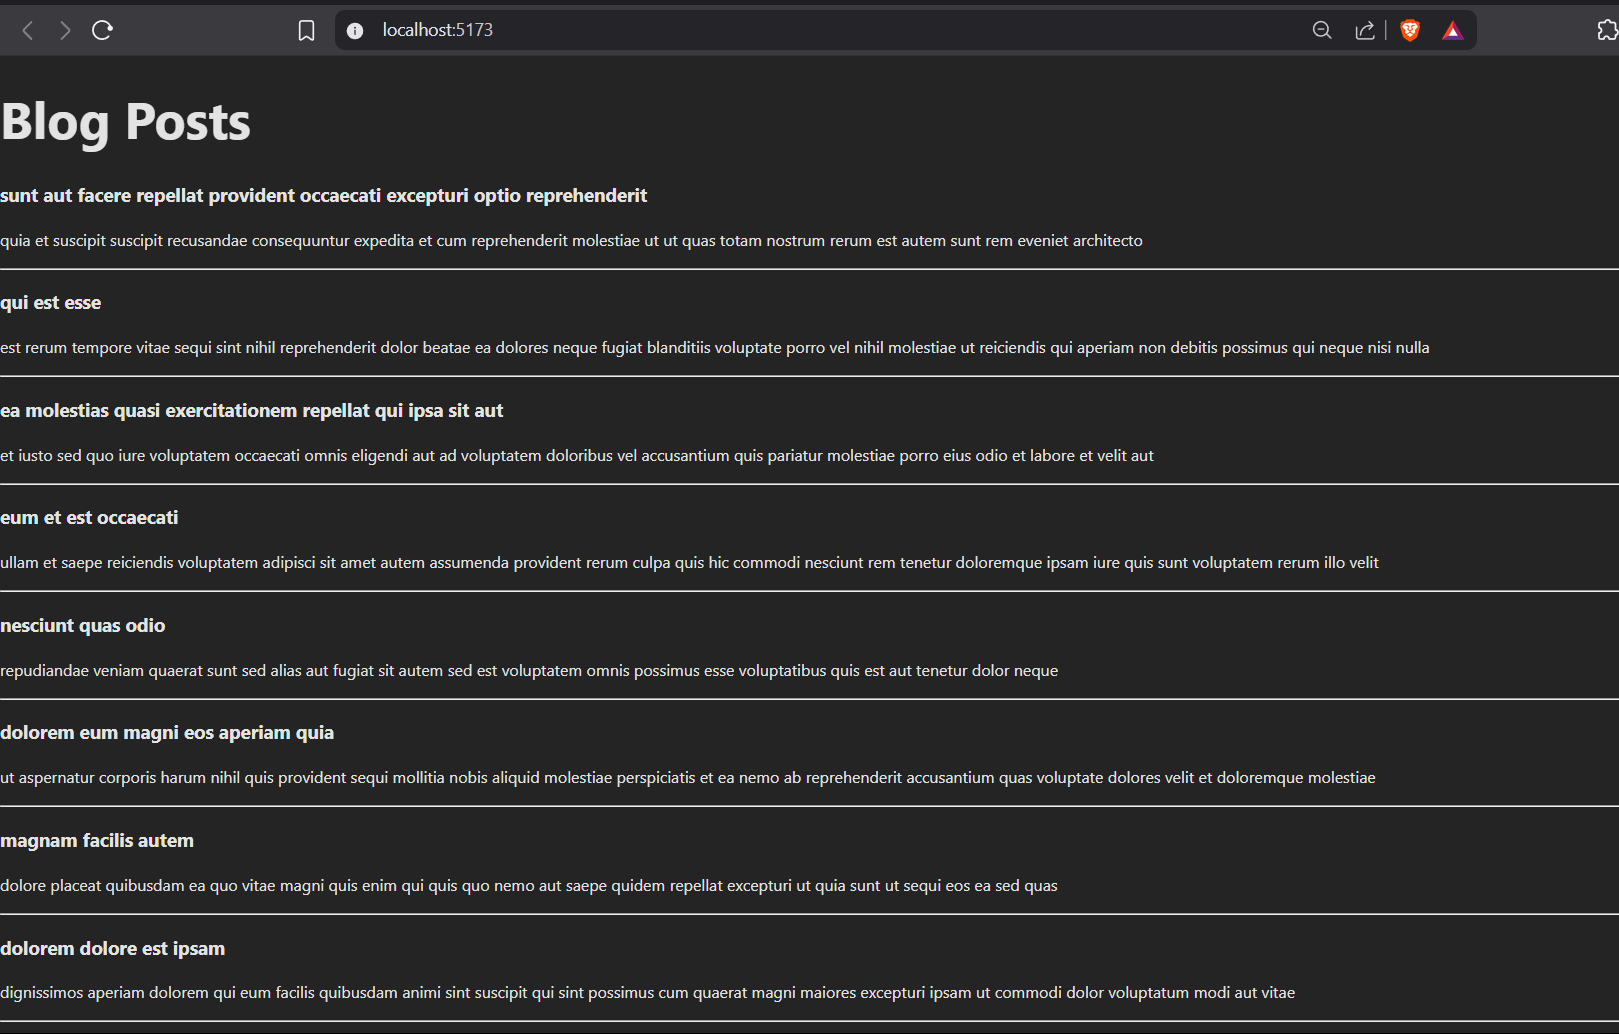 localhost:5173
Blog Posts
sunt aut facere repellat provident occaecati excepturi optio reprehenderit
quia et suscipit suscipit recusandae consequuntur expedita et cum reprehenderit molestiae ut ut quas totam nostrum rerum est autem sunt rem eveniet architecto
qui est esse
est rerum tempore vitae sequi sint nihil reprehenderit dolor beatae ea dolores neque fugiat blanditiis voluptate porro vel nihil molestiae ut reiciendis qui aperiam non debitis possimus qui neque nisi nulla
ea molestias quasi exercitationem repellat qui ipsa sit aut
et iusto sed quo iure voluptatem occaecati omnis eligendi aut ad voluptatem doloribus vel accusantium quis pariatur molestiae porro eius odio et labore et velit aut
eum et est occaecati
ullam et saepe reiciendis voluptatem adipisci sit amet autem assumenda provident rerum culpa quis hic commodi nesciunt rem tenetur doloremque ipsam iure quis sunt voluptatem rerum illo velit
nesciunt quas odio
repudiandae veniam quaerat sunt sed alias aut fugiat sit autem sed est voluptatem omnis possimus esse voluptatibus quis est aut tenetur dolor neque
dolorem eum magni eos aperiam quia
ut aspernatur corporis harum nihil quis provident sequi mollitia nobis aliquid molestiae perspiciatis et ea nemo ab reprehenderit accusantium quas voluptate dolores velit et doloremque molestiae
magnam facilis autem
dolore placeat quibusdam ea quo vitae magni quis enim qui quis quo nemo aut saepe quidem repellat excepturi ut quia sunt ut sequi eos ea sed quas
dolorem dolore est ipsam
dignissimos aperiam dolorem qui eum facilis quibusdam animi sint suscipit qui sint possimus cum quaerat magni maiores excepturi ipsam ut commodi dolor voluptatum modi aut vitae